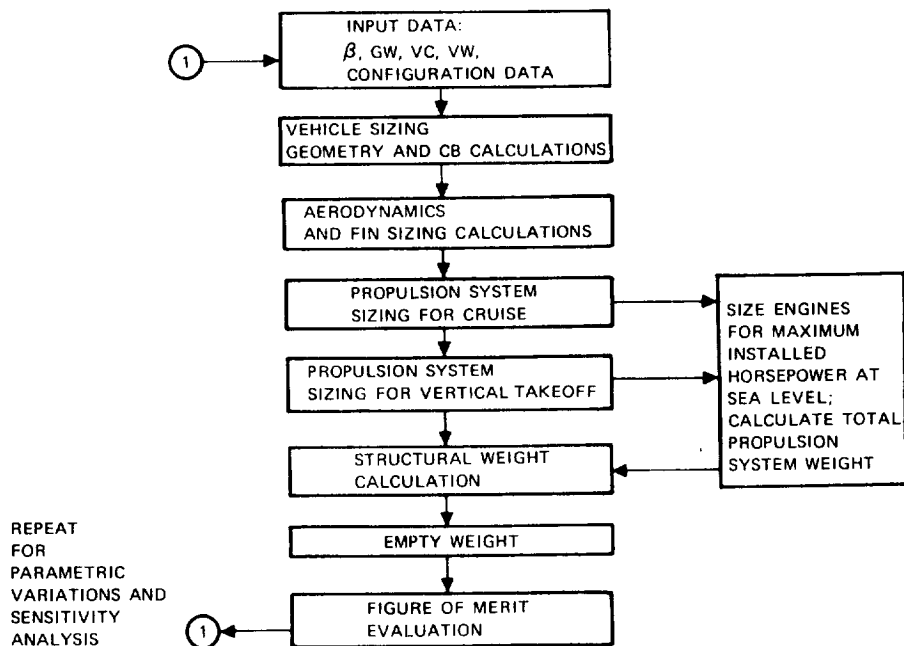 INPUT DATA:
β, GW, VC, VW,
CONFIGURATION DATA
1
VEHICLE SIZING
GEOMETRY AND CB CALCULATIONS
AERODYNAMICS
AND FIN SIZING CALCULATIONS
PROPULSION SYSTEM
SIZING FOR CRUISE
PROPULSION SYSTEM
SIZING FOR VERTICAL TAKEOFF
SIZE ENGINES
FOR MAXIMUM
INSTALLED
HORSEPOWER AT
SEA LEVEL;
CALCULATE TOTAL
PROPULSION
SYSTEM WEIGHT
STRUCTURAL WEIGHT
CALCULATION
EMPTY WEIGHT
FIGURE OF MERIT
EVALUATION
1
REPEAT
FOR
PARAMETRIC
VARIATIONS AND
SENSITIVITY
ANALYSIS